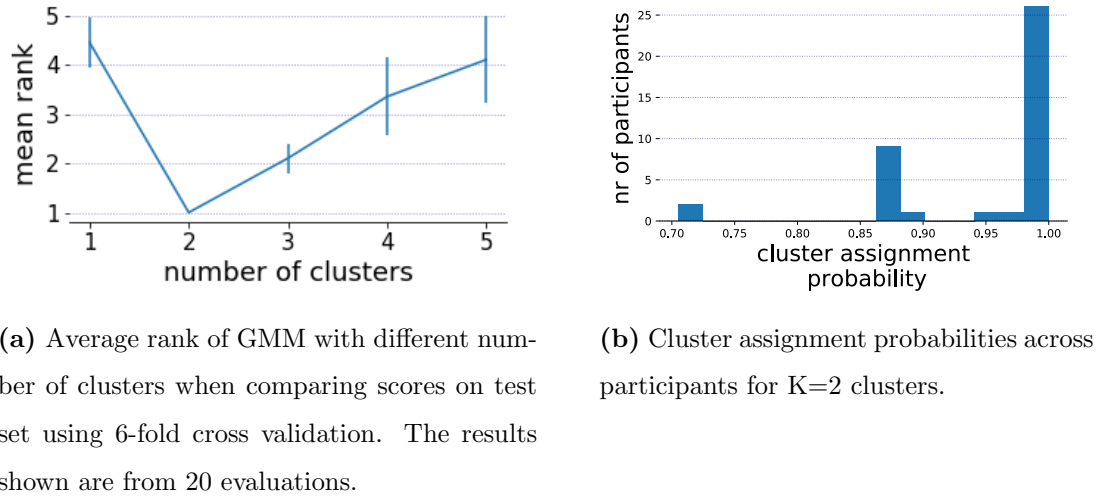 5
4
3
2
1
mean rank
1 2 3 4 5
number of clusters
25
20
15
10
5
0
nr of participants
0.70 0.75 0.80 0.85 0.90 0.95 1.00
cluster assignment
probability
(a) Average rank of GMM with different num-
ber of clusters when comparing scores on test
set using 6-fold cross validation. The results
shown are from 20 evaluations.
(b) Cluster assignment probabilities across
participants for K=2 clusters.